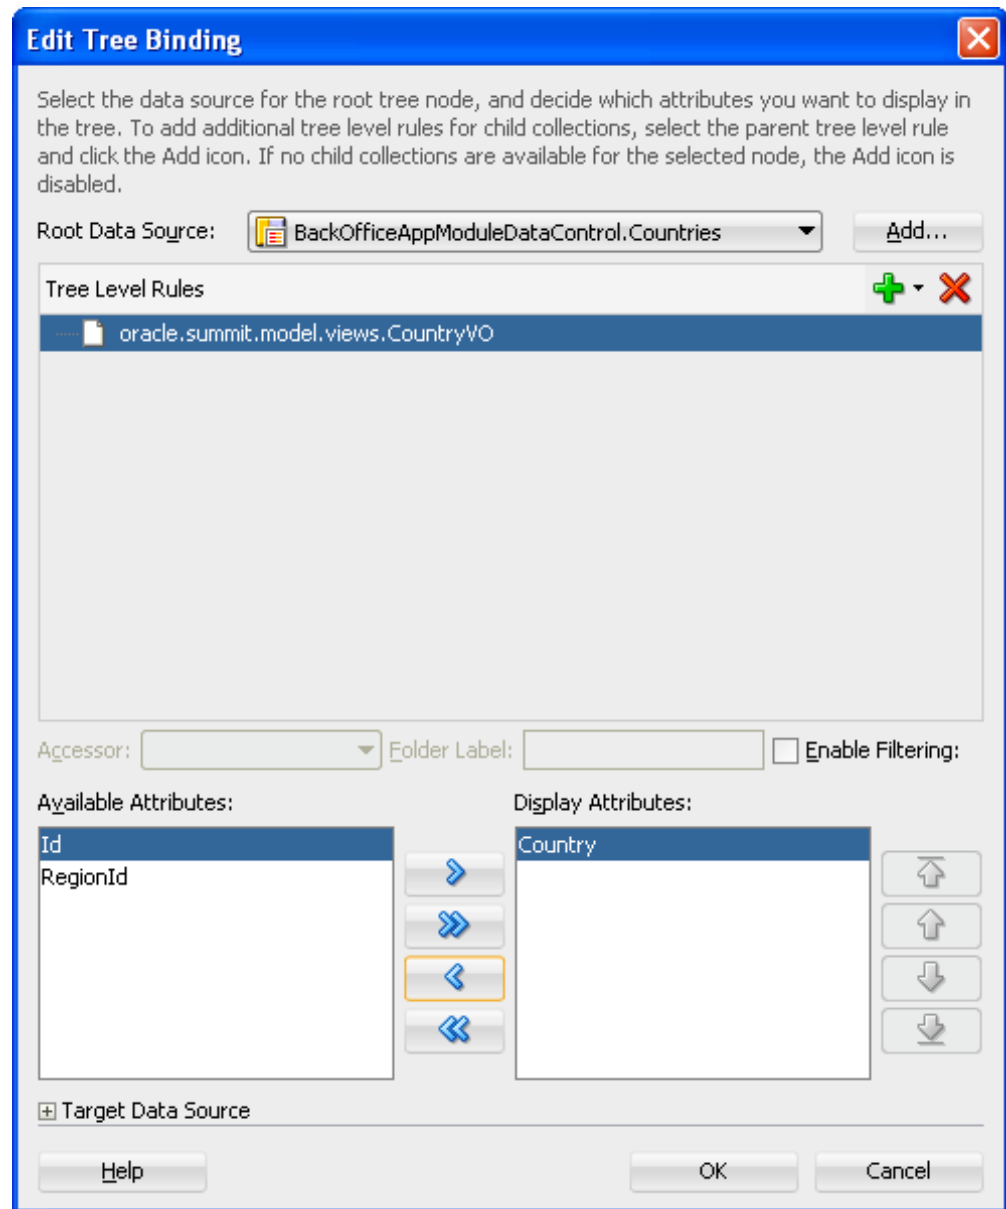 Edit Tree Binding
Select the data source for the root tree node, and decide which attributes you want to display in
the tree. To add additional tree level rules for child collections, select the parent tree level rule
and click the Add icon. If no child collections are available for the selected node, the Add icon is
disabled.
Root Data Source: BackOfficeAppModuleDataControl.Countries Add...
Tree Level Rules
oracle.summit.model.views.CountryVO
Accessor: Folder Label: Enable Filtering:
Available Attributes: Display Attributes:
Id Country
RegionId
Target Data Source
Help OK Cancel